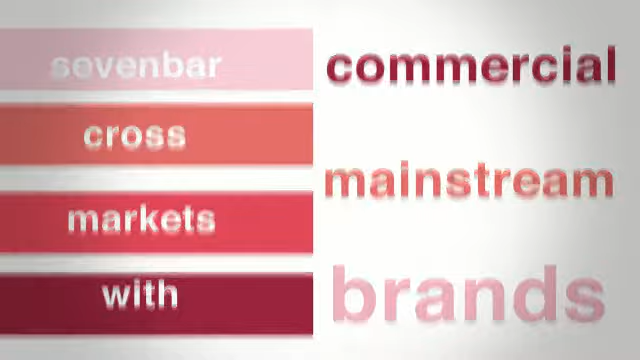 sevenbar
cross
markets
with
commercial
mainstream
brands